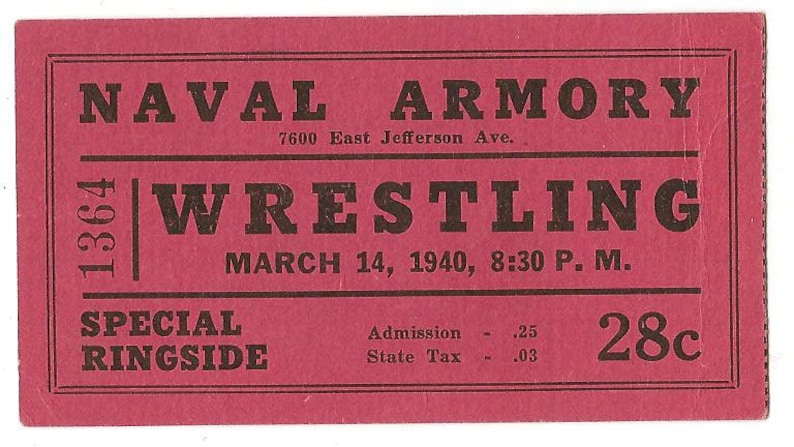 NAVAL ARMORY
7600 East Jefferson Ave.
1364
WRESTLING
MARCH 14, 1940, 8:30 P. M.
SPECIAL
RINGSIDE
Admission - .25
State Tax - .03
28c